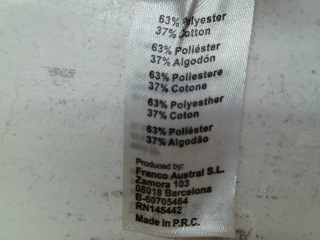 63% Polyester
37% Cotton
63% Poliéster
37% Algodón
63% Poliestere
37% Cotone
63% Polyesther
37% Coton
63% Poliéster
37% Algodão
Produced by:
Franco Austral S.L.
Zamora 103
08018 Barcelona
B-60705464
RN145442
Made in P.R.C.